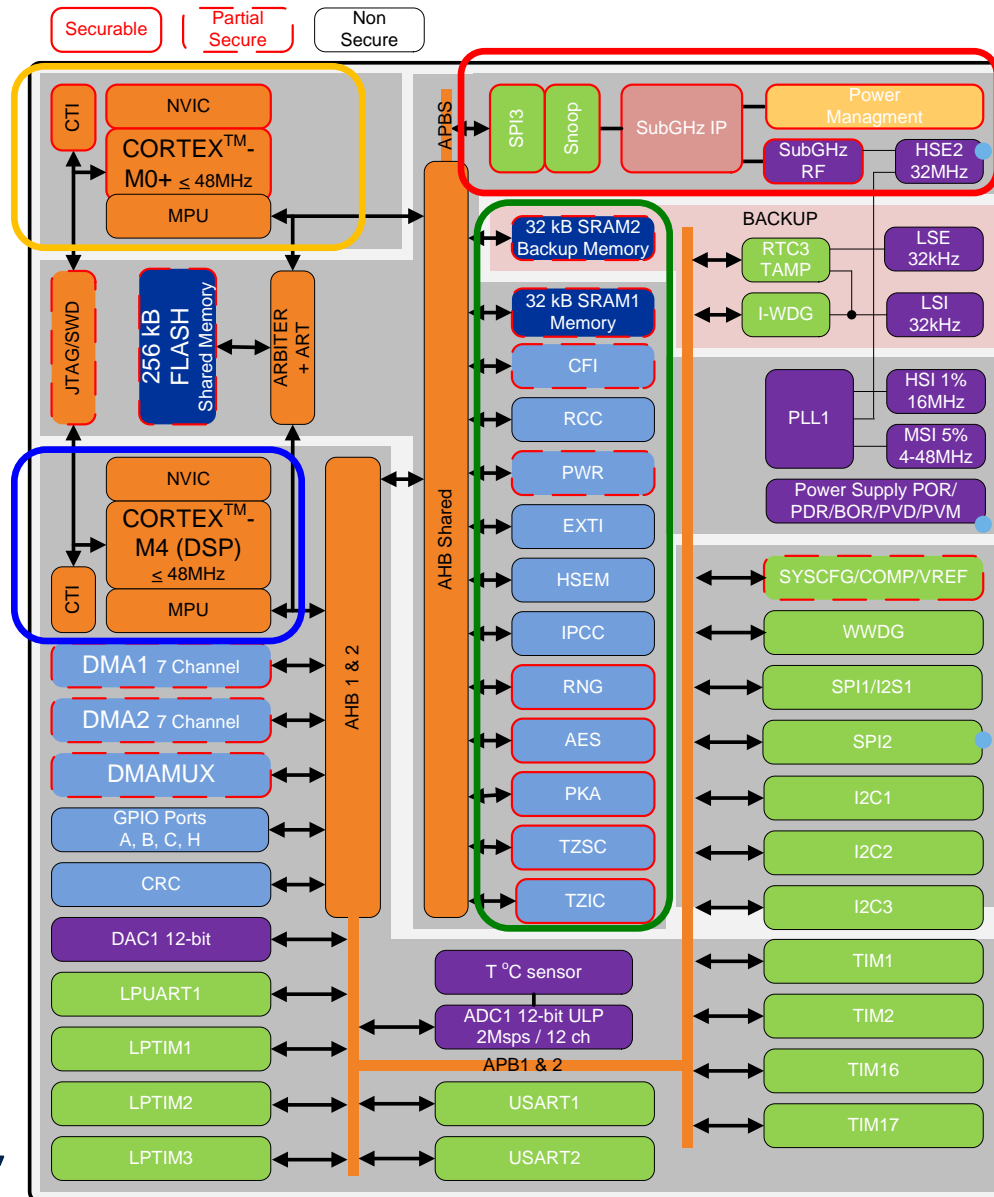 Securable
Partial
Secure
Non
Secure
CTI
NVIC
CORTEX™-
M0+ ≤ 48MHz
MPU
APBS
SPI3
Snoop
SubGHz IP
Power
Managment
SubGHz
RF
HSE2
32MHz
JTAG/SWD
256 kB
FLASH
Shared Memory
ARBITER
+ ART
32 kB SRAM2
Backup Memory
BACKUP
RTC3
TAMP
LSE
32kHz
I-WDG
LSI
32kHz
32 kB SRAM1
Memory
CFI
RCC
PWR
EXTI
HSEM
IPCC
RNG
AES
PKA
TZSC
TZIC
PLL1
HSI 1%
16MHz
MSI 5%
4-48MHz
Power Supply POR/
PDR/BOR/PVD/PVM
NVIC
CORTEX™-
M4 (DSP)
≤ 48MHz
CTI
MPU
AHB Shared
AHB 1 & 2
DMA1 7 Channel
DMA2 7 Channel
DMAMUX
GPIO Ports
A, B, C, H
CRC
DAC1 12-bit
LPUART1
LPTIM1
LPTIM2
LPTIM3
T °C sensor
ADC1 12-bit ULP
2Msps / 12 ch
APB1 & 2
USART1
USART2
SYSCFG/COMP/VREF
WWDG
SPI1/I2S1
SPI2
I2C1
I2C2
I2C3
TIM1
TIM2
TIM16
TIM17